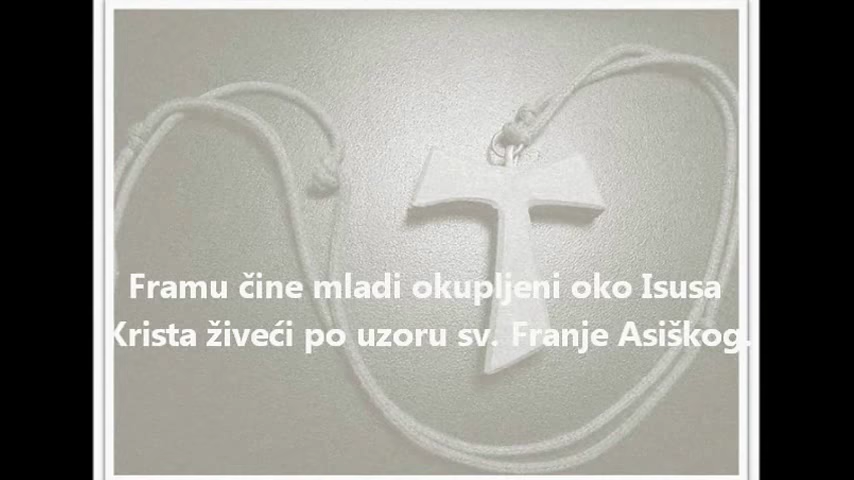 Framu čine mladi okupljeni oko Isusa
Krista živeći po uzoru sv. Franje Asiškog.